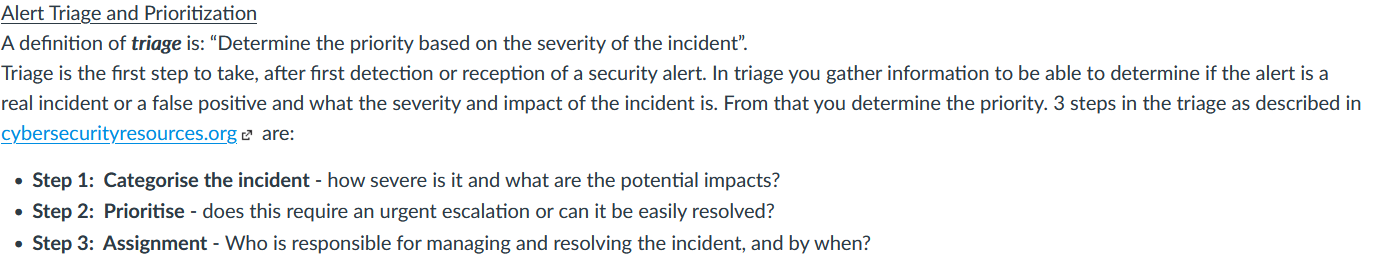 Alert Triage and Prioritization
A definition of triage is: “Determine the priority based on the severity of the incident”.
Triage is the first step to take, after first detection or reception of a security alert. In triage you gather information to be able to determine if the alert is a
real incident or a false positive and what the severity and impact of the incident is. From that you determine the priority. 3 steps in the triage as described in
cybersecurityresources.org are:
• Step 1: Categorise the incident - how severe is it and what are the potential impacts?
• Step 2: Prioritise - does this require an urgent escalation or can it be easily resolved?
• Step 3: Assignment - Who is responsible for managing and resolving the incident, and by when?